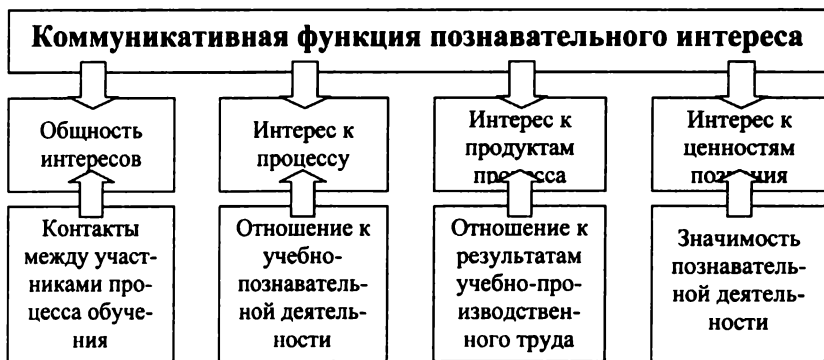 Коммуникативная функция познавательного интереса
Общность
интересов
Интерес к
процессу
Интерес к
продуктам
процесса
Интерес к
ценностям
познания
Контакты
между участ-
никами про-
цесса обуче-
ния
Отношение к
учебно-
познаватель-
ной деятель-
ности
Отношение к
результатам
учебно-про-
изводствен-
ного труда
Значимость
познаватель-
ной деятель-
ности